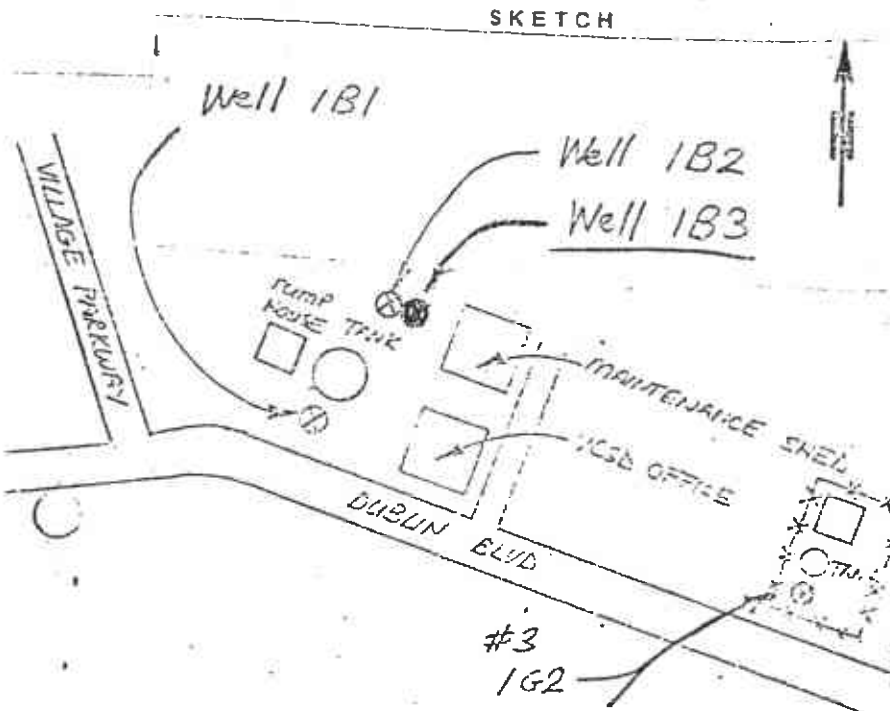 SKETCH
Well 1B1
Well 1B2
Well 1B3
VILLAGE PARKWAY
PUMP
HOUSE TANK
MAINTENANCE SHED
OFFICE
DUBLIN BLVD
#3
1G2